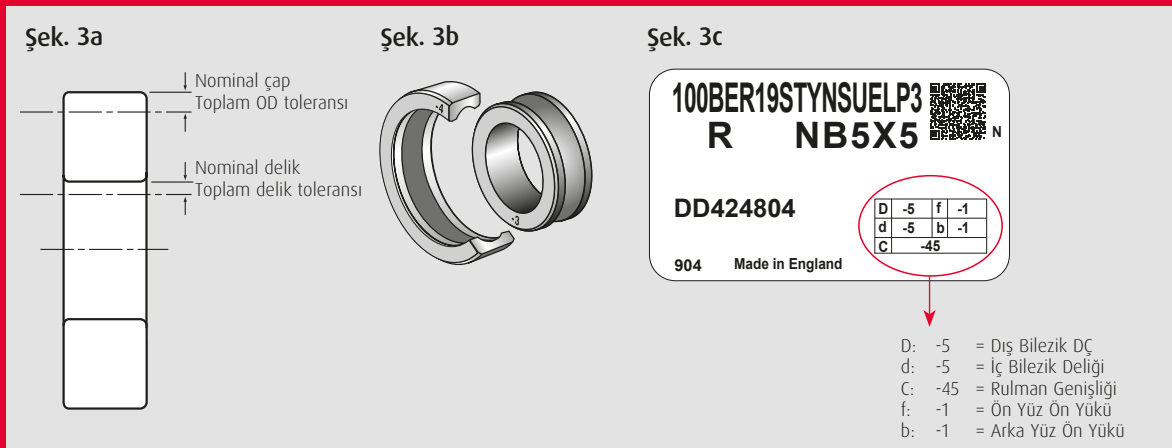 Şek. 3a
Nominal çap
Toplam OD toleransı
Nominal delik
Toplam delik toleransı
Şek. 3b
-4
-3
Şek. 3c
100BER19STYNSUELP3
R NB5X5
N
DD424804
D -5 f -1
d -5 b -1
C -45
904 Made in England
D: -5 = Dış Bilezik DÇ
d: -5 = İç Bilezik Deliği
C: -45 = Rulman Genişliği
f: -1 = Ön Yüz Ön Yükü
b: -1 = Arka Yüz Ön Yükü